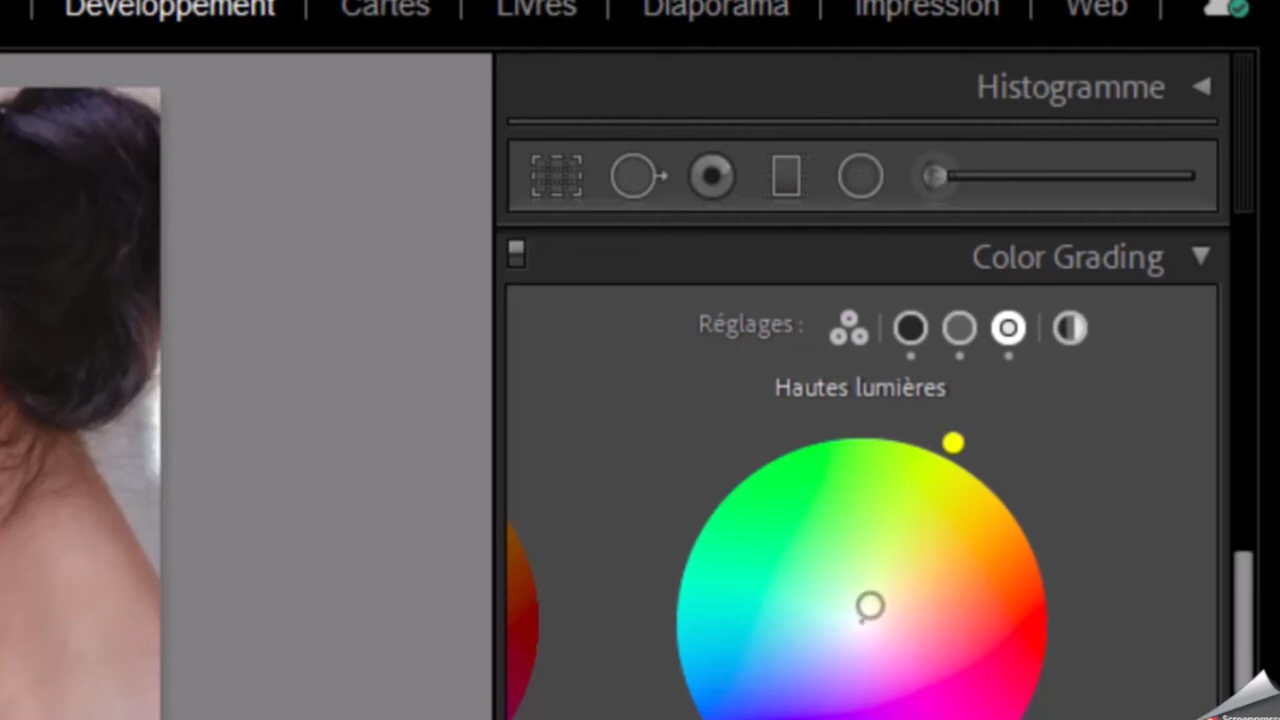 Développement | Cartes | Livres | Diaporama | Impression | Web |
Histogramme
Color Grading
Réglages :
Hautes lumières